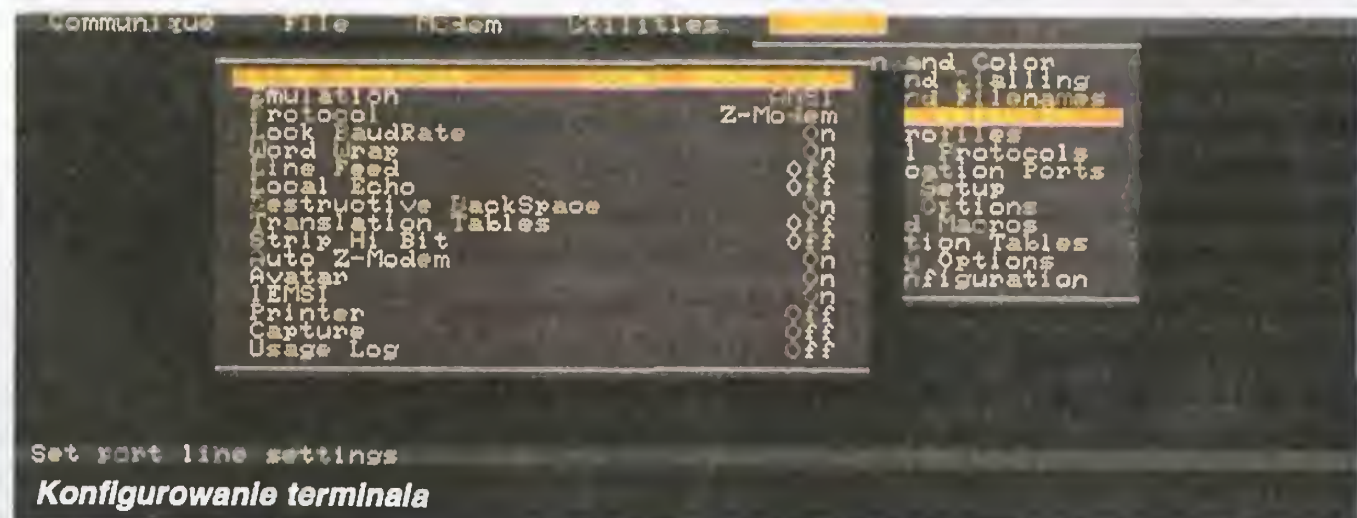 Communique File Modem Utilities
Emulation ANSI
Protocol Z-Modem
Lock BaudRate On
Word Wrap On
Line Feed Off
Local Echo Off
Destructive BackSpace On
Translation Tables Off
Strip Hi Bit Off
Auto Z-Modem On
Avatar On
IEMSI On
Printer Off
Capture Off
Usage Log Off
and Color
nd Dialling
nd Filenames
rofiles
l Protocols
cation Ports
Setup
Options
d Macros
tion Tables
Options
nfiguration
Set port line settings
Konfigurowanie terminala